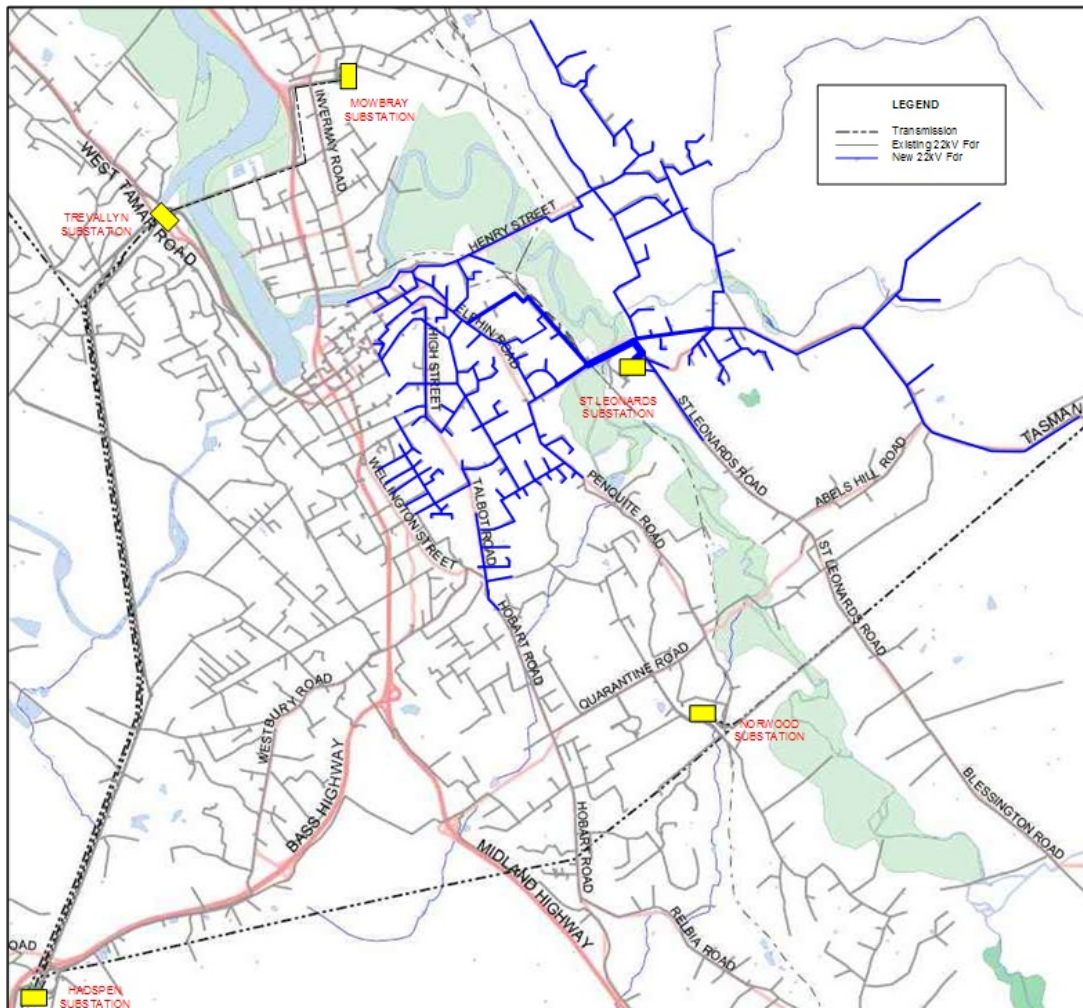 MOWBRAY
SUBSTATION
INVERMAY ROAD
LEGEND
Transmission
Existing 22kV Fdr
New 22kV Fdr
WEST TAMAR ROAD
TREVALLYN
SUBSTATION
HENRY STREET
ELPHIN ROAD
HIGH STREET
ST LEONARDS
SUBSTATION
ST LEONARDS ROAD
TASMAN
ABELS HILL ROAD
WELLINGTON STREET
TALBOT ROAD
PENQUITE ROAD
ST LEONARDS ROAD
HOBART ROAD
QUARANTINE ROAD
WESTBURY ROAD
NORWOOD
SUBSTATION
BASS HIGHWAY
BLESSINGTON ROAD
HOBART ROAD
MIDLAND HIGHWAY
RELBIA ROAD
OAD
HADSPEN
SUBSTATION